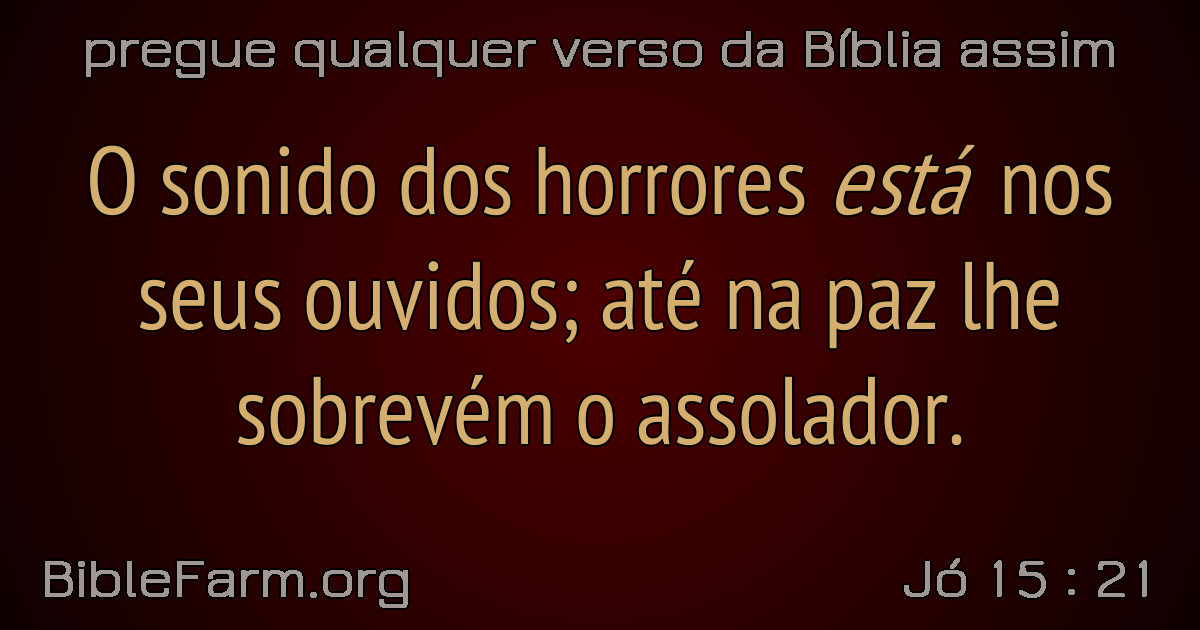 pregue qualquer verso da Bíblia assim
O sonido dos horrores está nos
seus ouvidos; até na paz lhe
sobrevém o assolador.
BibleFarm.org
Jó 15 : 21